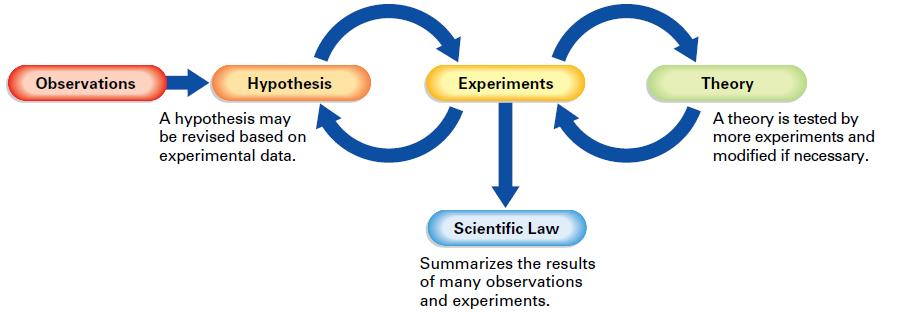 Observations
Hypothesis
Experiments
Theory
A hypothesis may
be revised based on
experimental data.
A theory is tested by
more experiments and
modified if necessary.
Scientific Law
Summarizes the results
of many observations
and experiments.